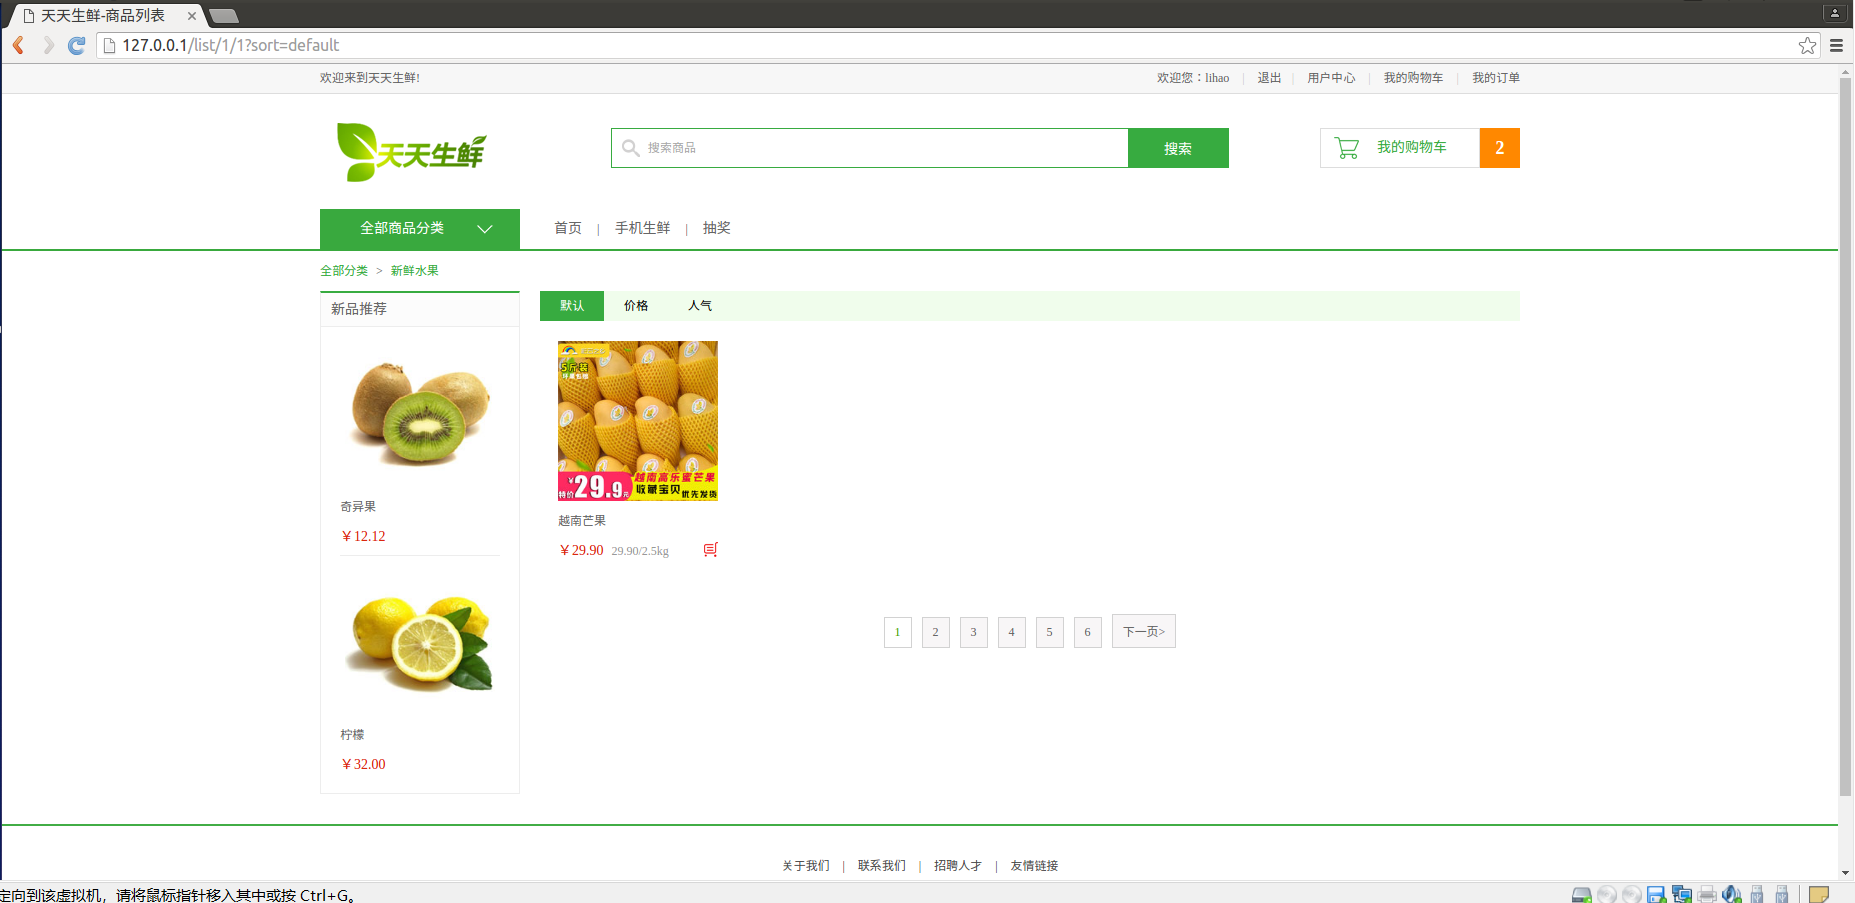 天天生鲜-商品列表
127.0.0.1/list/1/1?sort=default
欢迎来到天天生鲜!
欢迎您：lihao | 退出 | 用户中心 | 我的购物车 | 我的订单
天天生鲜
搜索商品
搜索
我的购物车
2
全部商品分类
首页 | 手机生鲜 | 抽奖
全部分类 > 新鲜水果
新品推荐
奇异果
￥12.12
柠檬
￥32.00
默认 价格 人气
5斤装
越南高乐蜜芒果
特价 ¥29.9元
收藏宝贝 优先发货
越南芒果
￥29.90 29.90/2.5kg
1 2 3 4 5 6 下一页>
关于我们 | 联系我们 | 招聘人才 | 友情链接
定向到该虚拟机，请将鼠标指针移入其中或按 Ctrl+G。